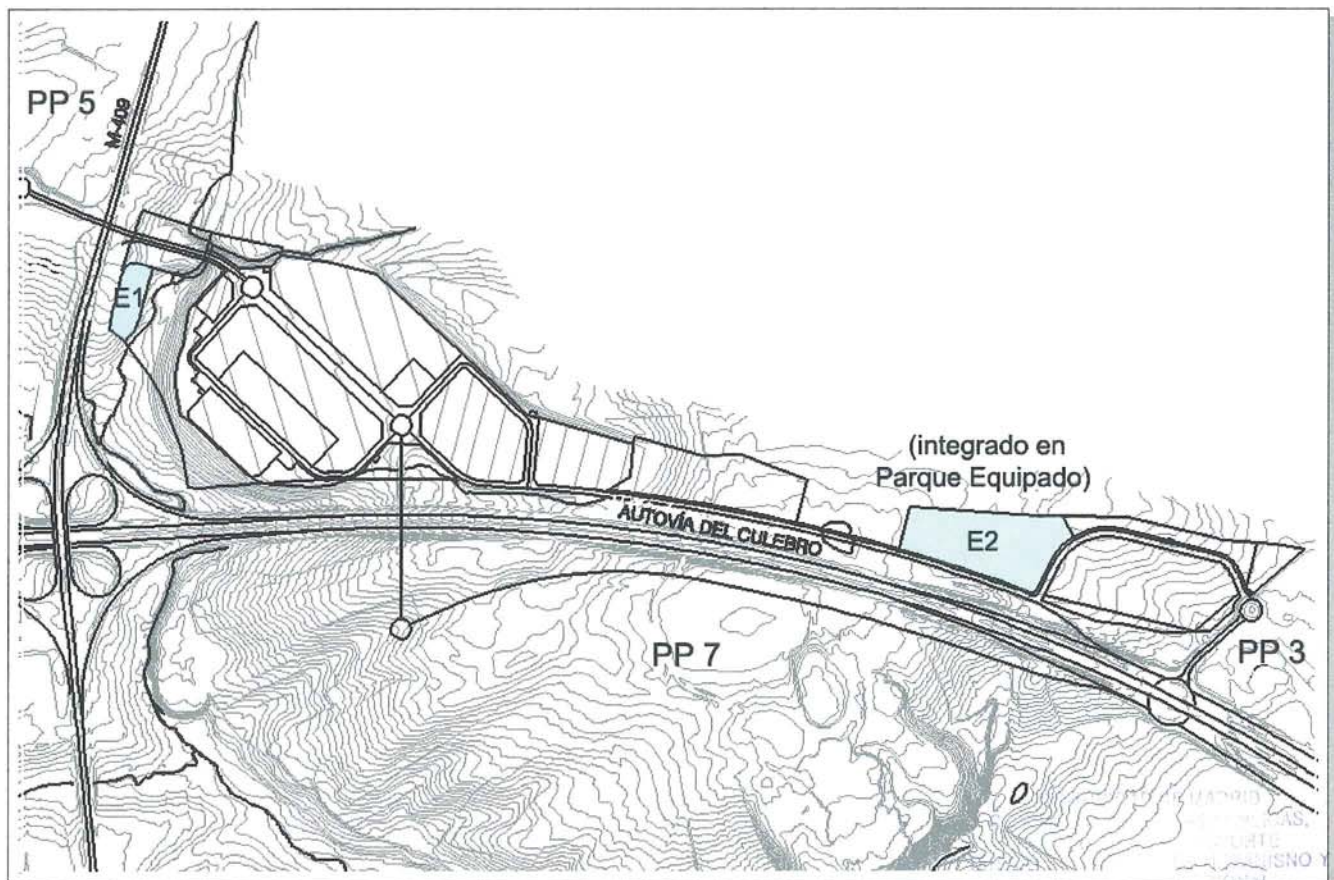 PP 5
M-409
E1
(integrado en
Parque Equipado)
AUTOVÍA DEL CULEBRO
E2
PP 7
PP 3